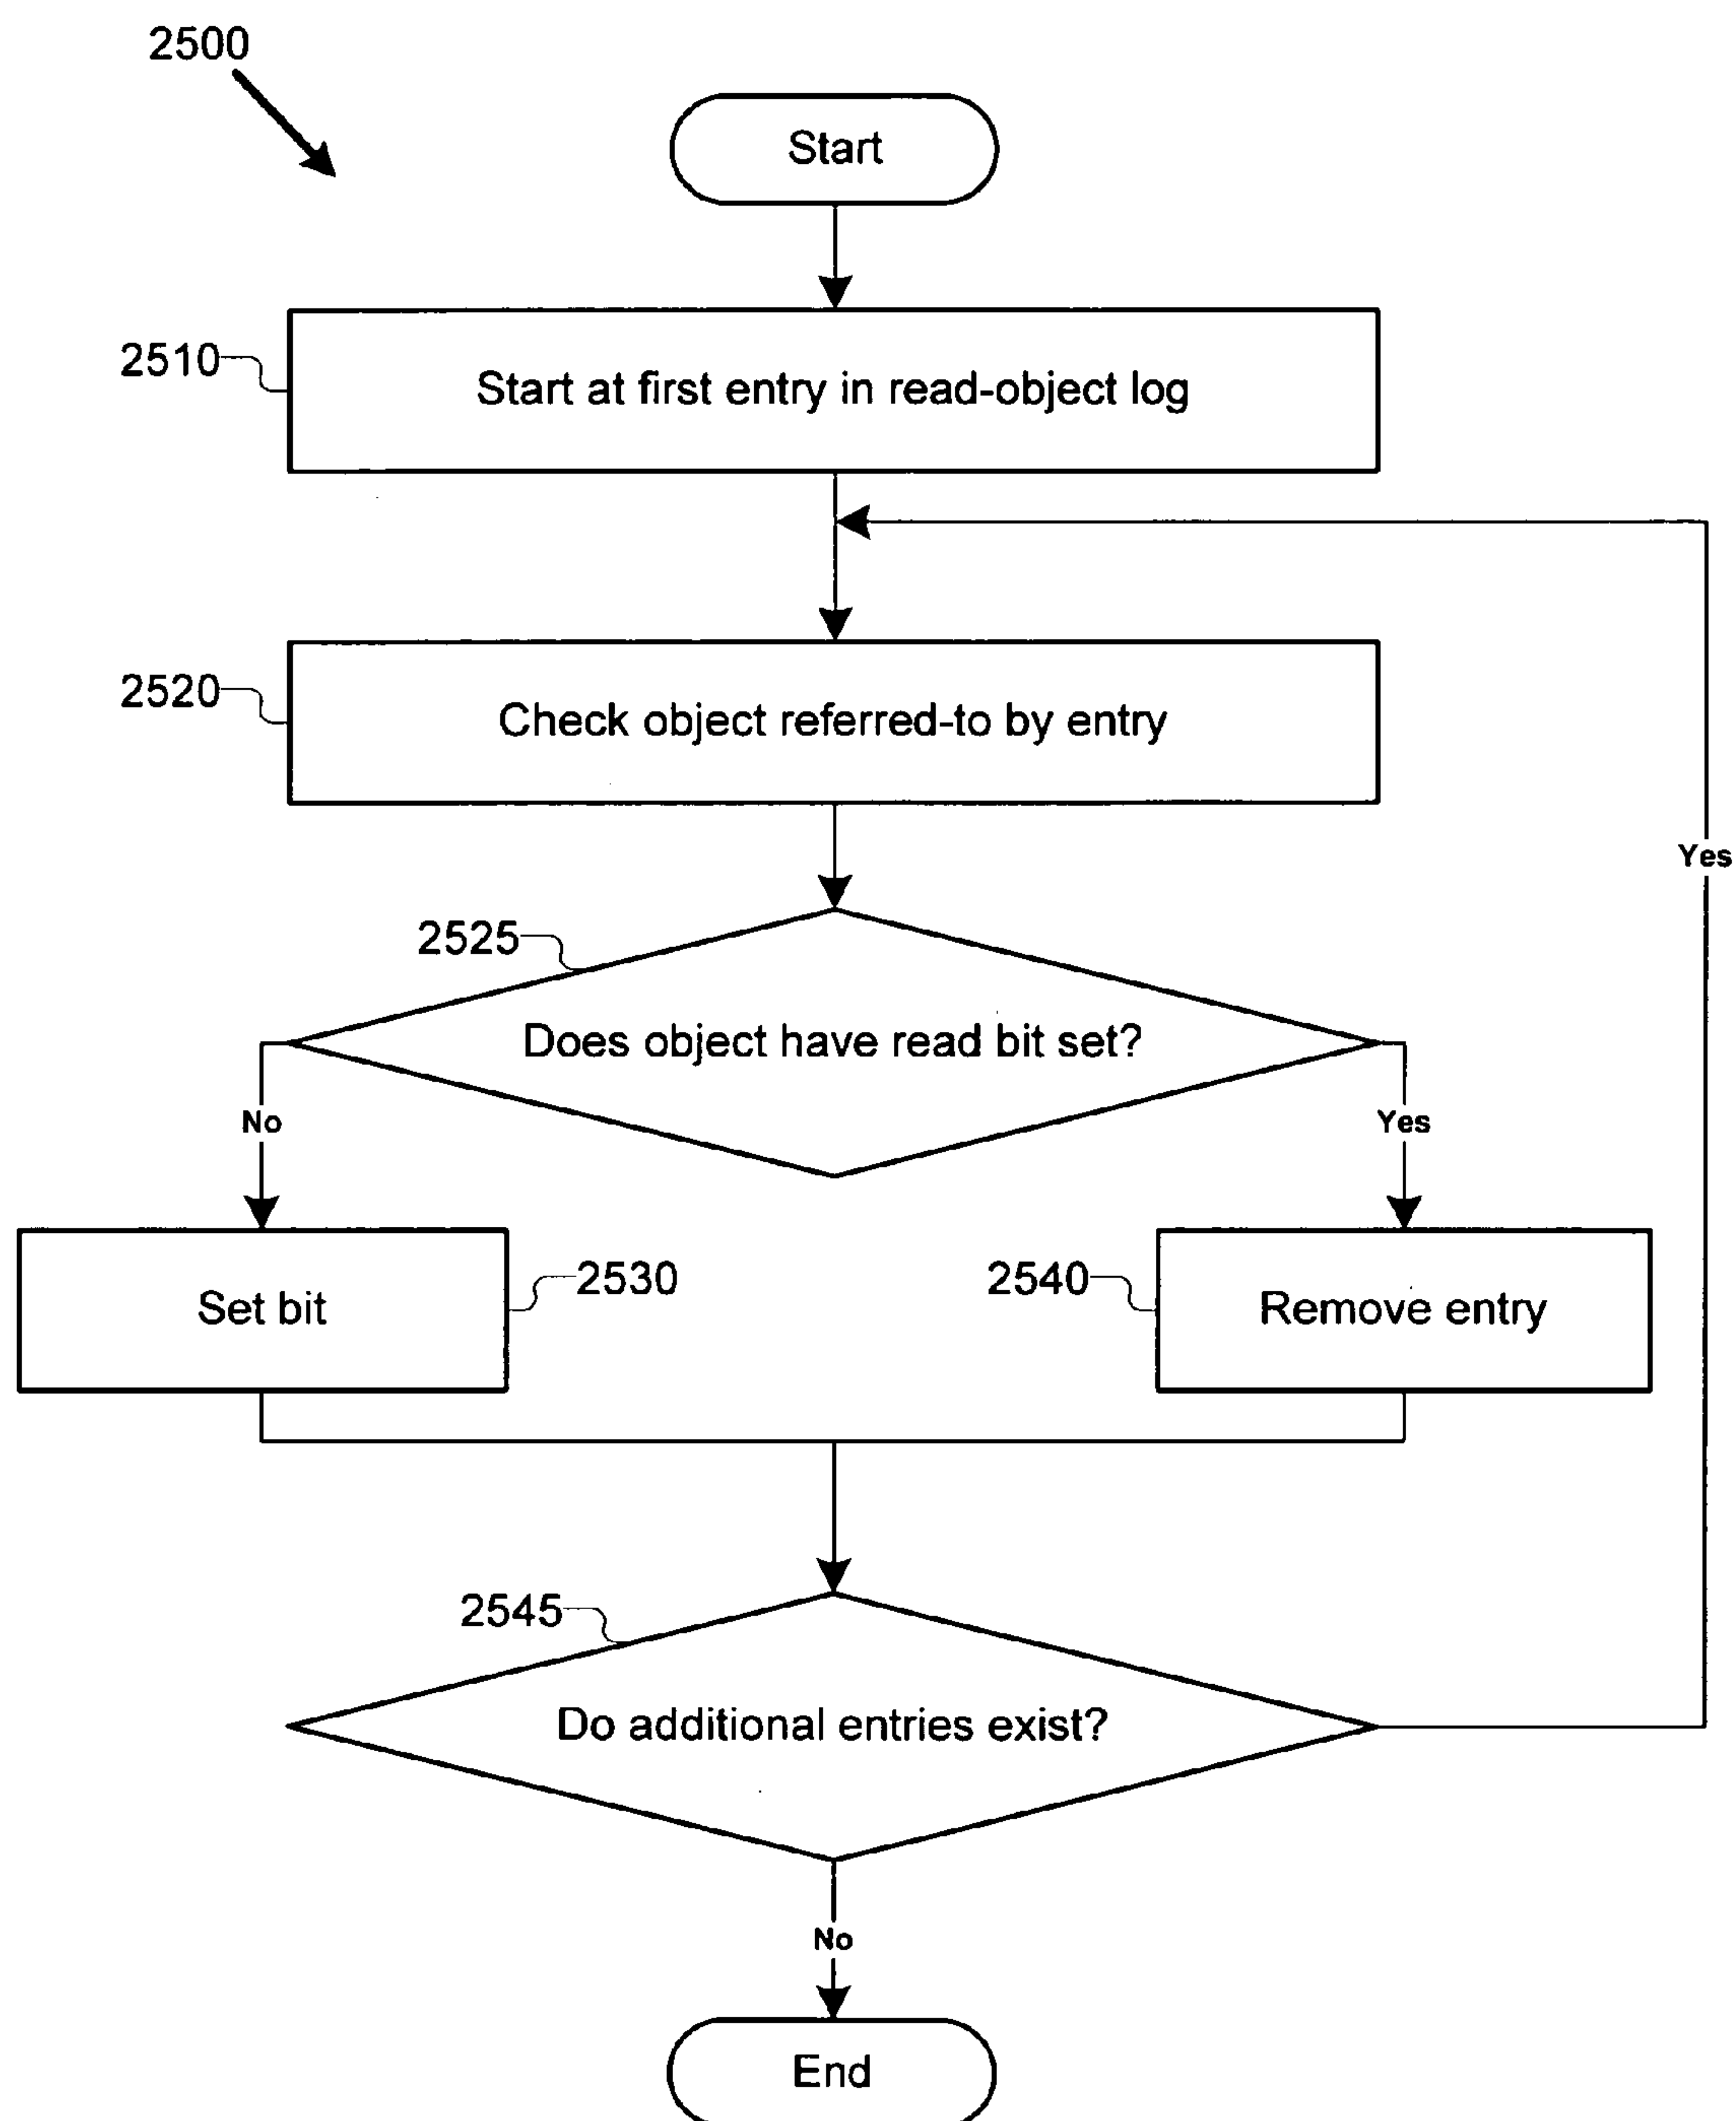 2500
Start
2510
Start at first entry in read-object log
2520
Check object referred-to by entry
Yes
2525
Does object have read bit set?
No
Yes
Set bit
2530
2540
Remove entry
2545
Do additional entries exist?
No
End